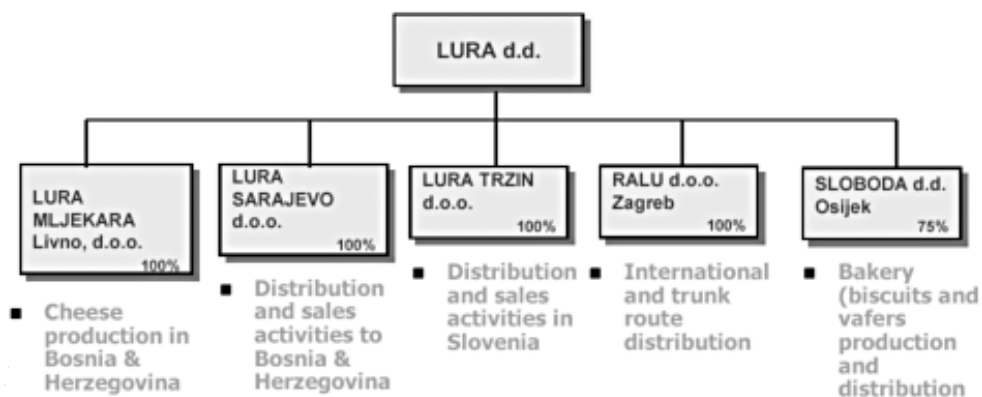 LURA d.d.
LURA
MLJEKARA
Livno, d.o.o.
100%
LURA
SARAJEVO
d.o.o.
100%
LURA TRZIN
d.o.o.
100%
RALU d.o.o.
Zagreb
100%
SLOBODA d.d.
Osijek
75%
Cheese
production in
Bosnia &
Herzegovina
Distribution
and sales
activities to
Bosnia &
Herzegovina
Distribution
and sales
activities in
Slovenia
International
and trunk
route
distribution
Bakery
(biscuits and
vafers
production
and
distribution